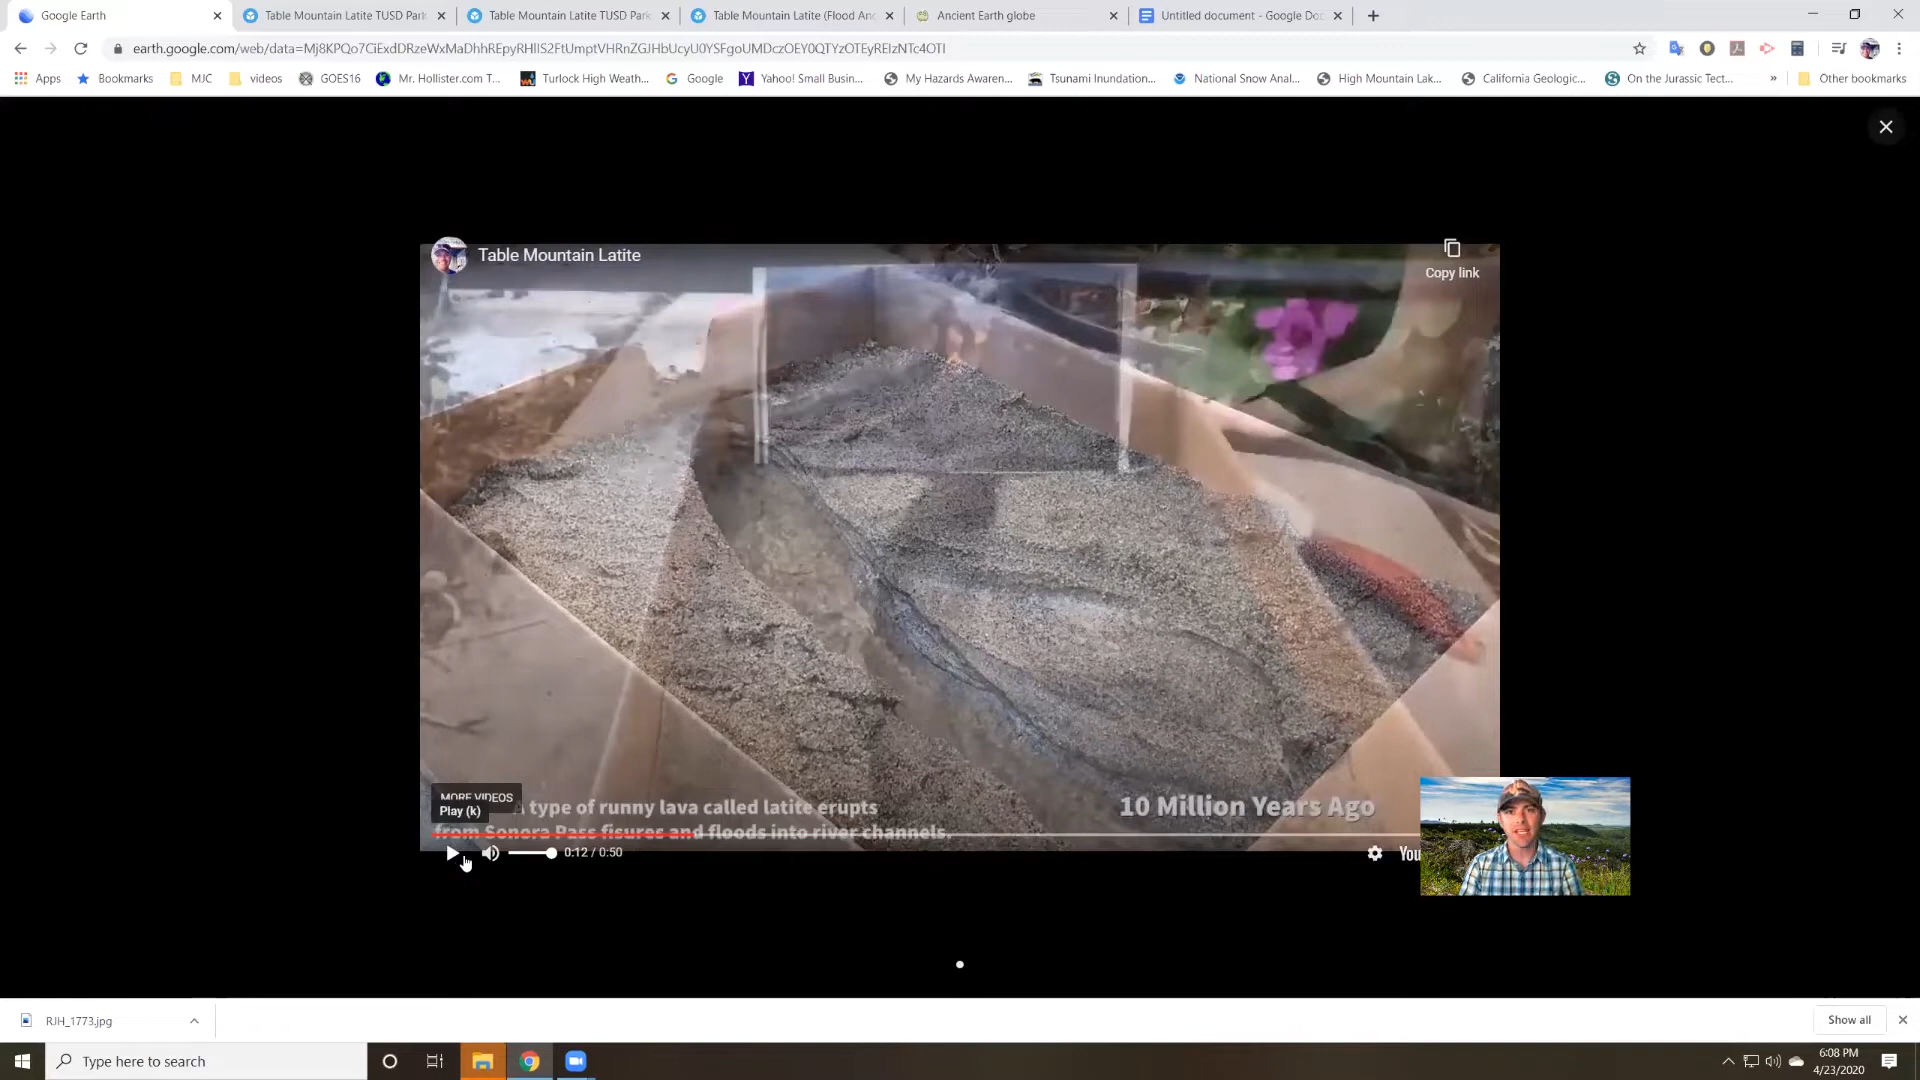 Google Earth
Table Mountain Latite TUSD Park
Table Mountain Latite TUSD Park
Table Mountain Latite (Flood And
Ancient Earth globe
Untitled document - Google Doc
earth.google.com/web/data=Mj8KPQo7CiExdDRzeWxMaDhhREpyRHlIS2FtUmptVHRnZGJHbUcyU0YSFgoUMDczOEY0QTYzOTEyREIzNTc4OTI
Apps
Bookmarks
MJC
videos
GOES16
Mr. Hollister.com T...
Turlock High Weath...
Google
Yahoo! Small Busin...
My Hazards Awaren...
Tsunami Inundation...
National Snow Anal...
High Mountain Lak...
California Geologic...
On the Jurassic Tect...
»
Other bookmarks
Table Mountain Latite
Copy link
MORE VIDEOS
Play (k)
A type of runny lava called latite erupts
from Sonora Pass fisures and floods into river channels.
10 Million Years Ago
0:12 / 0:50
You
RJH_1773.jpg
Show all
Type here to search
6:08 PM
4/23/2020